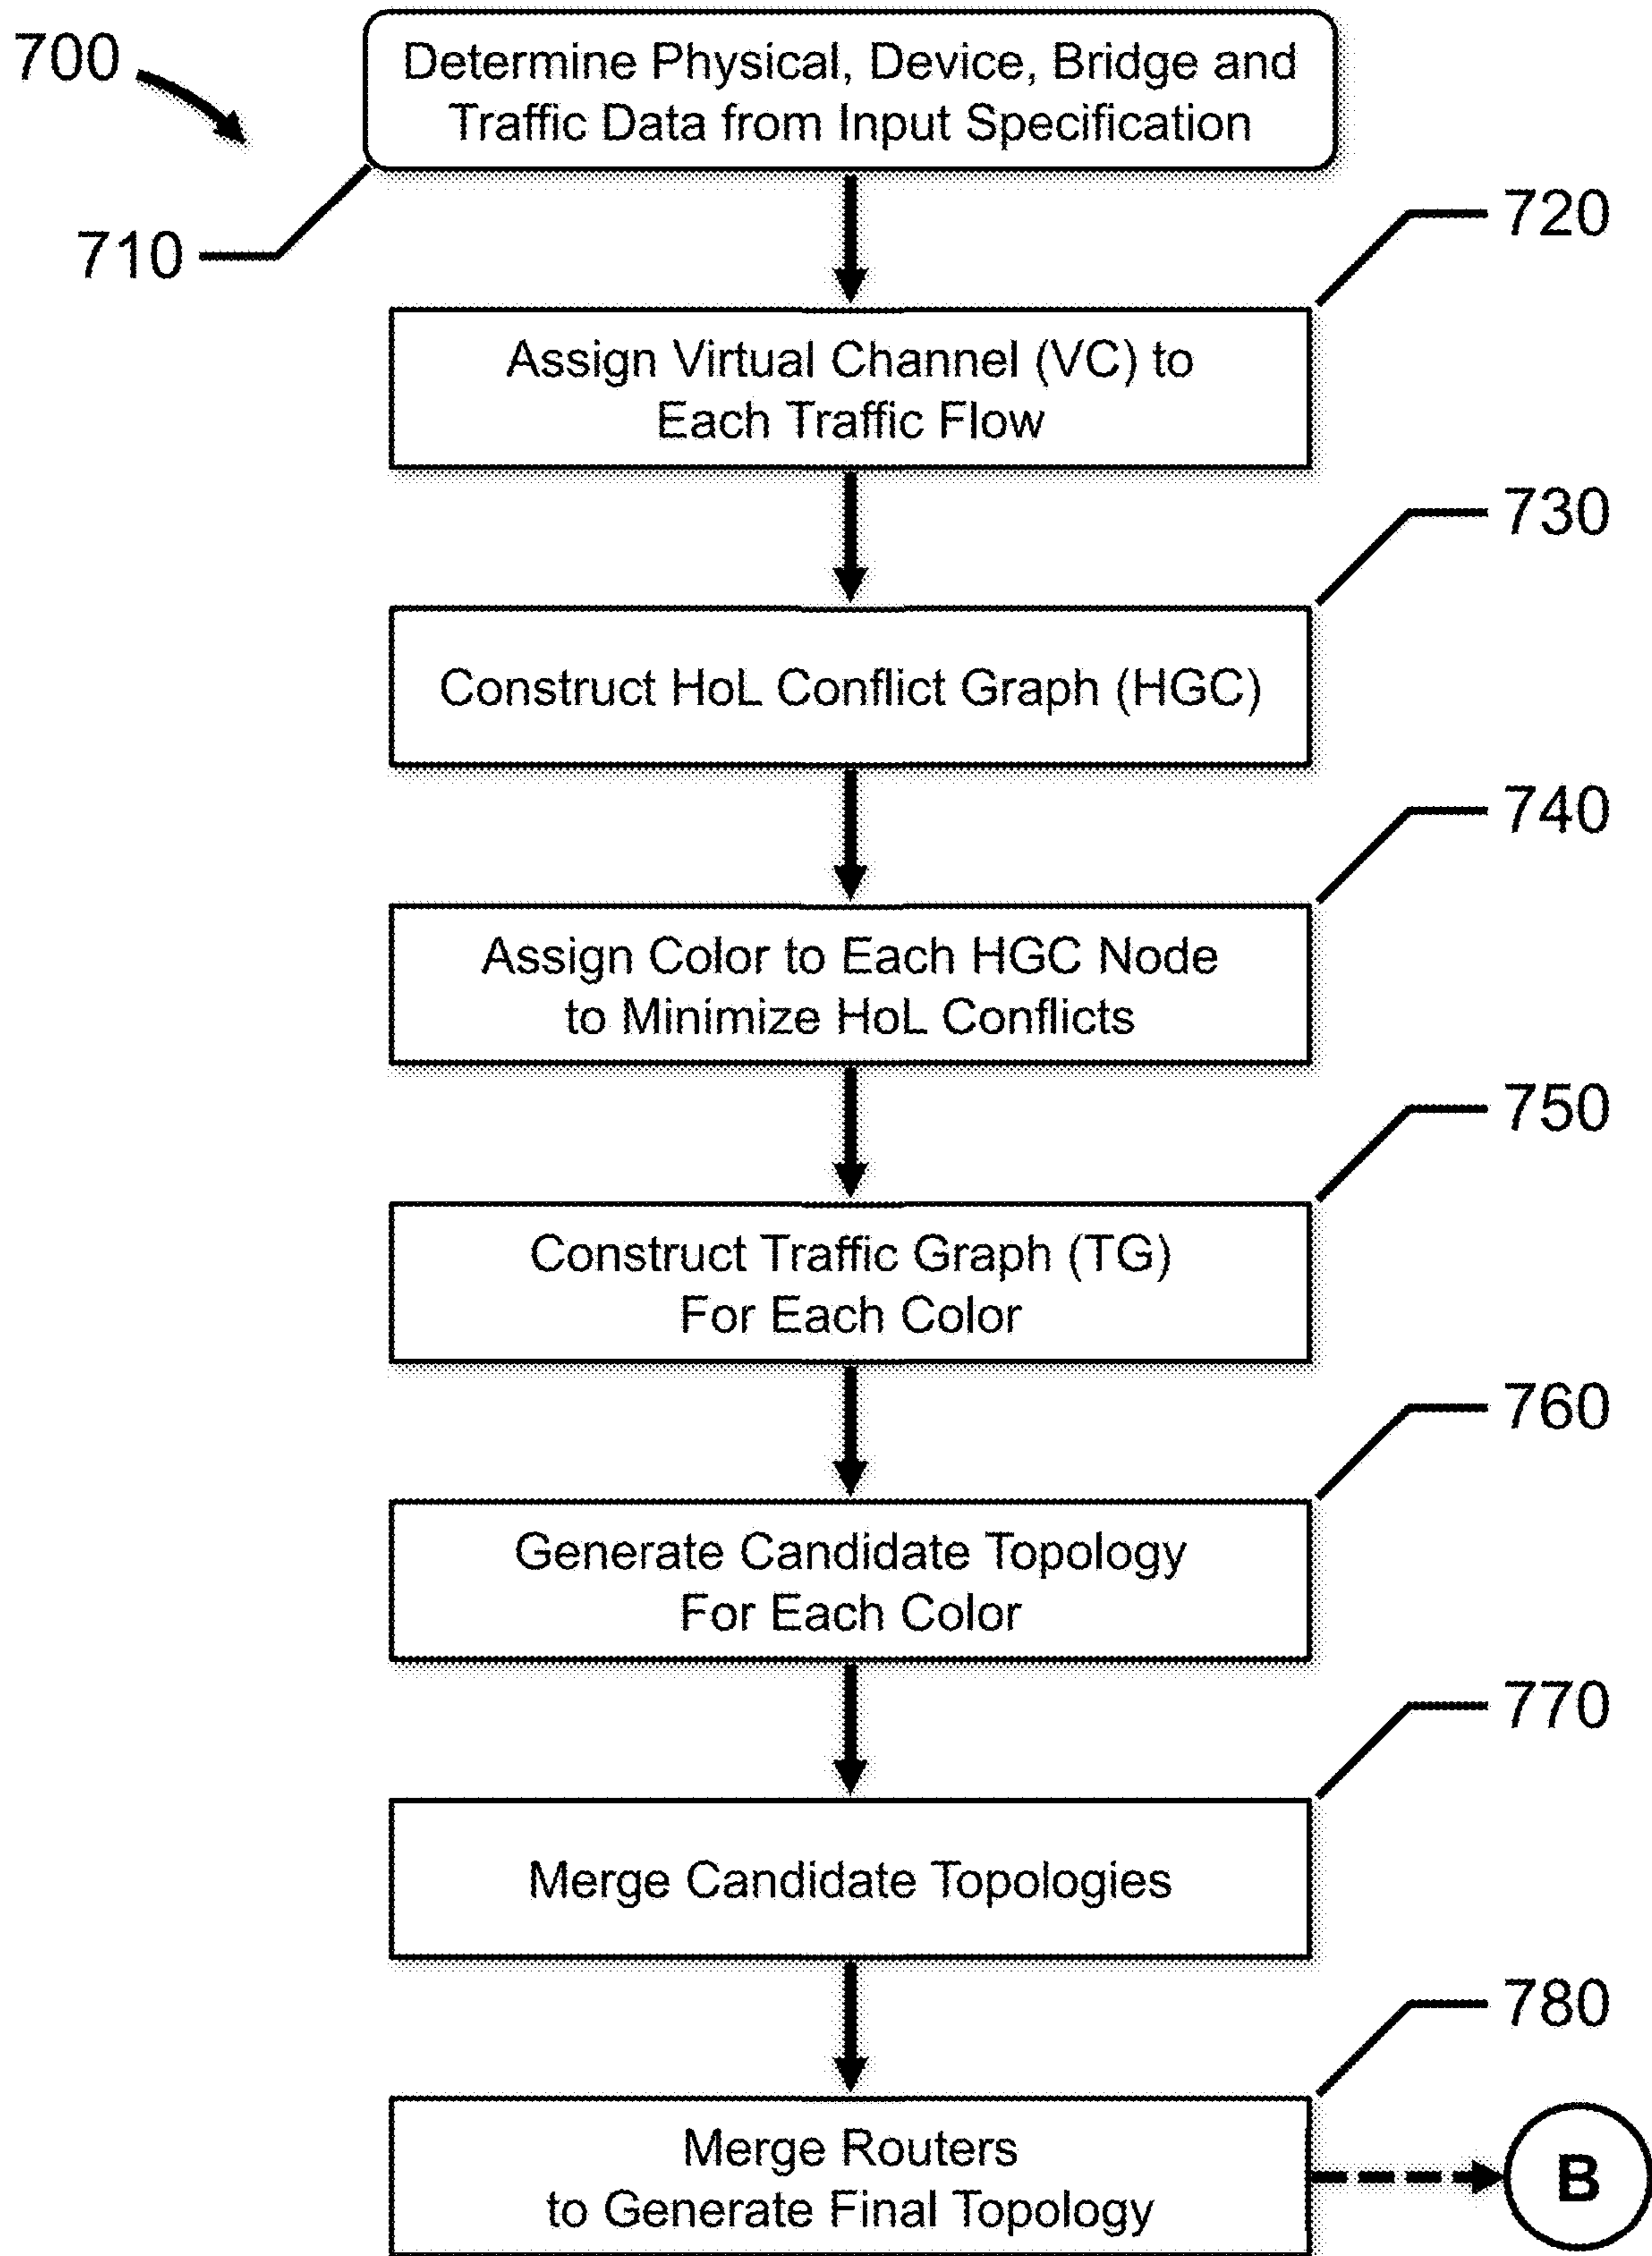 700
Determine Physical, Device, Bridge and
Traffic Data from Input Specification
710
720
Assign Virtual Channel (VC) to
Each Traffic Flow
730
Construct HoL Conflict Graph (HGC)
740
Assign Color to Each HGC Node
to Minimize HoL Conflicts
750
Construct Traffic Graph (TG)
For Each Color
760
Generate Candidate Topology
For Each Color
770
Merge Candidate Topologies
780
Merge Routers
to Generate Final Topology
B